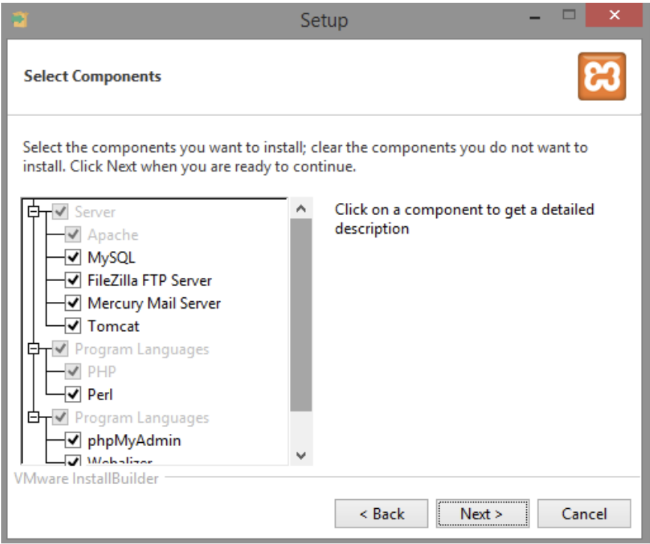 Setup
Select Components
Select the components you want to install; clear the components you do not want to
install. Click Next when you are ready to continue.
Server
Apache
MySQL
FileZilla FTP Server
Mercury Mail Server
Tomcat
Program Languages
PHP
Perl
Program Languages
phpMyAdmin
Webalizer
Click on a component to get a detailed
description
VMware InstallBuilder
< Back
Next >
Cancel